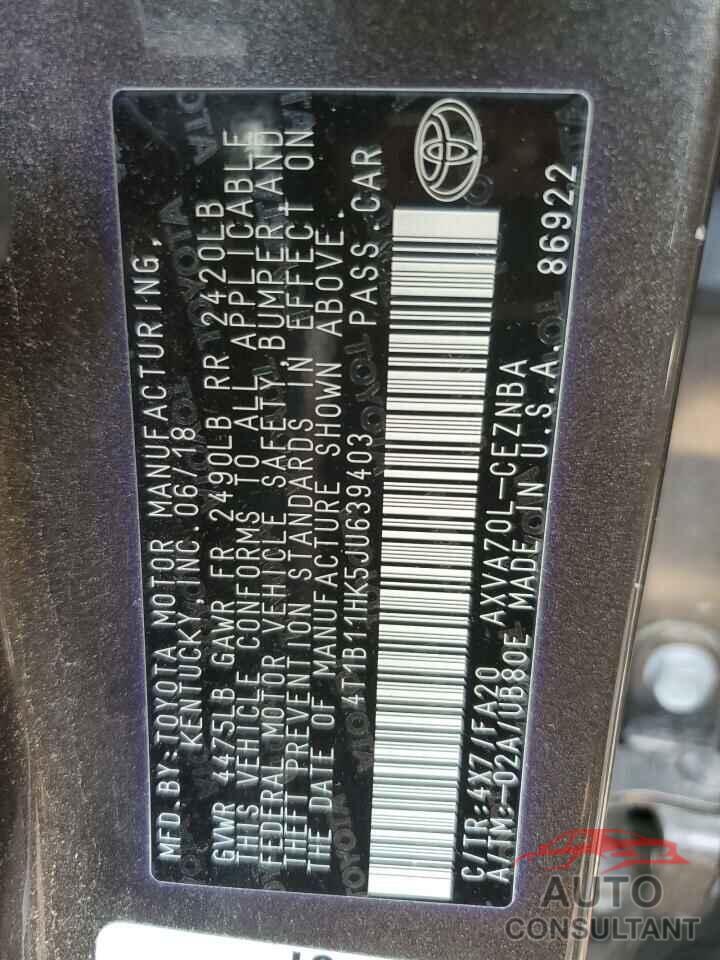 MFD.BY:TOYOTA MOTOR MANUFACTURING,
KENTUCKY,INC 06/18
GVWR 4475LB GAWR FR 2490LB RR 2420LB
THIS VEHICLE CONFORMS TO ALL APPLICABLE
FEDERAL MOTOR VEHICLE SAFETY,BUMPER,AND
THEFT PREVENTION STANDARDS IN EFFECT ON
THE DATE OF MANUFACTURE SHOWN ABOVE.
4T1B11HK5JU639403 PASS.CAR
C/TR:4X7/FA20 AXVA70L-CEZNBA
A/TM:-02A/UB80E MADE IN U.S.A. 86922
AUTO
CONSULTANT